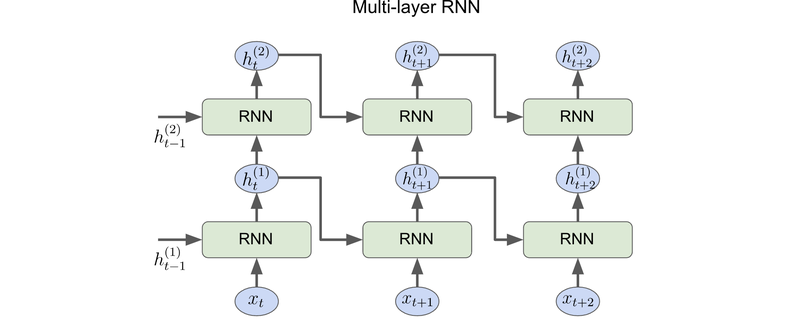 Multi-layer RNN
h_t^{(2)} h_{t+1}^{(2)} h_{t+2}^{(2)}
RNN RNN RNN
h_{t-1}^{(2)}
h_t^{(1)} h_{t+1}^{(1)} h_{t+2}^{(1)}
RNN RNN RNN
h_{t-1}^{(1)}
x_t x_{t+1} x_{t+2}